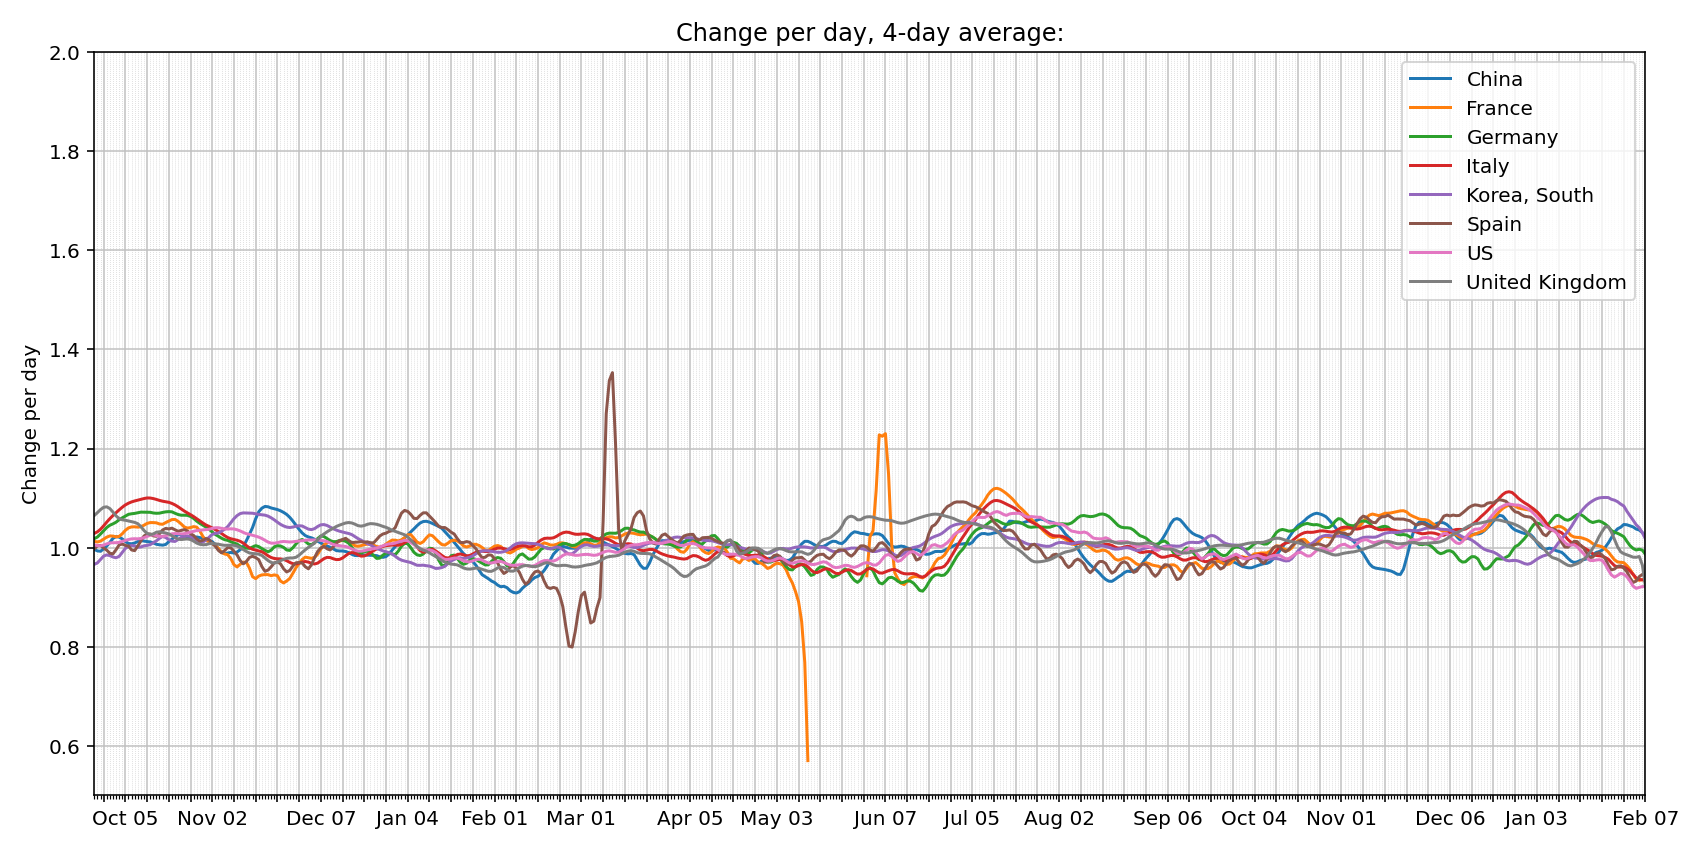 Change per day, 4-day average:
2.0
1.8
1.6
1.4
1.2
1.0
0.8
0.6
Change per day
China
France
Germany
Italy
Korea, South
Spain
US
United Kingdom
Oct 05 Nov 02 Dec 07 Jan 04 Feb 01 Mar 01 Apr 05 May 03 Jun 07 Jul 05 Aug 02 Sep 06 Oct 04 Nov 01 Dec 06 Jan 03 Feb 07